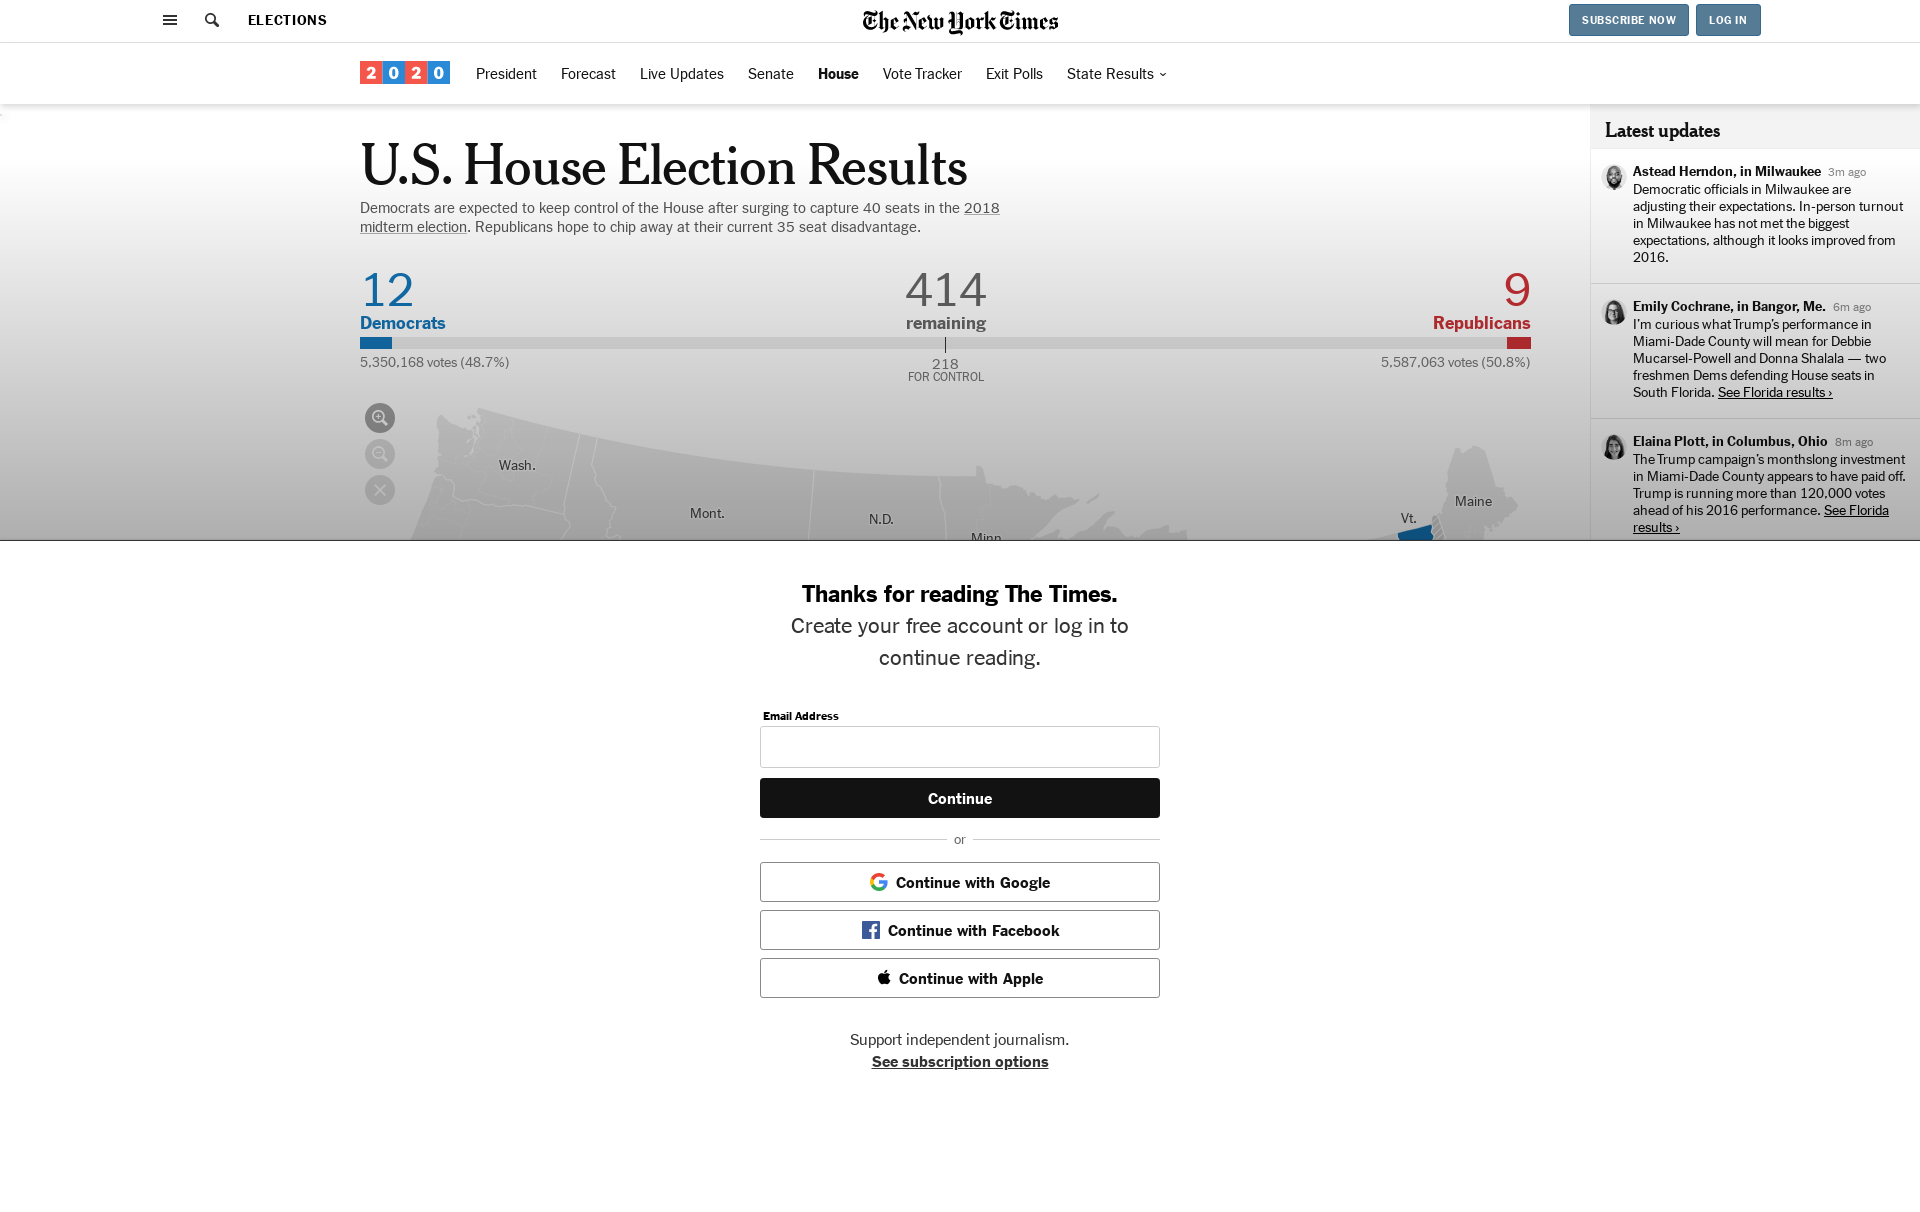 ELECTIONS
The New York Times
SUBSCRIBE NOW
LOG IN
2020
President
Forecast
Live Updates
Senate
House
Vote Tracker
Exit Polls
State Results
U.S. House Election Results
Democrats are expected to keep control of the House after surging to capture 40 seats in the 2018
midterm election. Republicans hope to chip away at their current 35 seat disadvantage.
12
Democrats
5,350,168 votes (48.7%)
414
remaining
218
FOR CONTROL
9
Republicans
5,587,063 votes (50.8%)
Wash.
Mont.
N.D.
Minn.
Vt.
Maine
Latest updates
Astead Herndon, in Milwaukee 3m ago
Democratic officials in Milwaukee are
adjusting their expectations. In-person turnout
in Milwaukee has not met the biggest
expectations, although it looks improved from
2016.
Emily Cochrane, in Bangor, Me. 6m ago
I’m curious what Trump’s performance in
Miami-Dade County will mean for Debbie
Mucarsel-Powell and Donna Shalala — two
freshmen Dems defending House seats in
South Florida. See Florida results ›
Elaina Plott, in Columbus, Ohio 8m ago
The Trump campaign’s monthslong investment
in Miami-Dade County appears to have paid off.
Trump is running more than 120,000 votes
ahead of his 2016 performance. See Florida
results ›
Thanks for reading The Times.
Create your free account or log in to
continue reading.
Email Address
Continue
or
Continue with Google
Continue with Facebook
Continue with Apple
Support independent journalism.
See subscription options